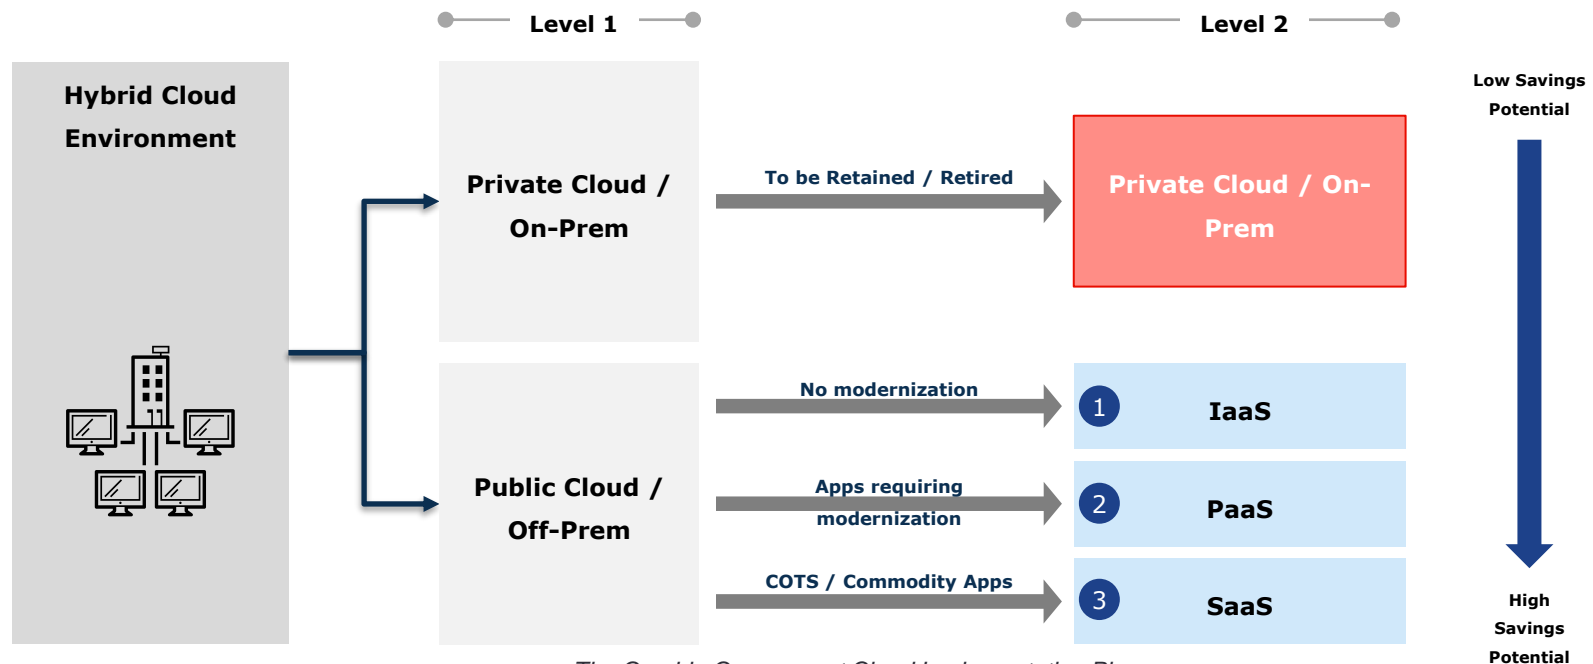 Level 1
Level 2
Hybrid Cloud
Environment
Private Cloud /
On-Prem
To be Retained / Retired
Private Cloud / On-
Prem
Low Savings
Potential
Public Cloud /
Off-Prem
No modernization
1
IaaS
Apps requiring
modernization
2
PaaS
COTS / Commodity Apps
3
SaaS
High
Savings
Potential